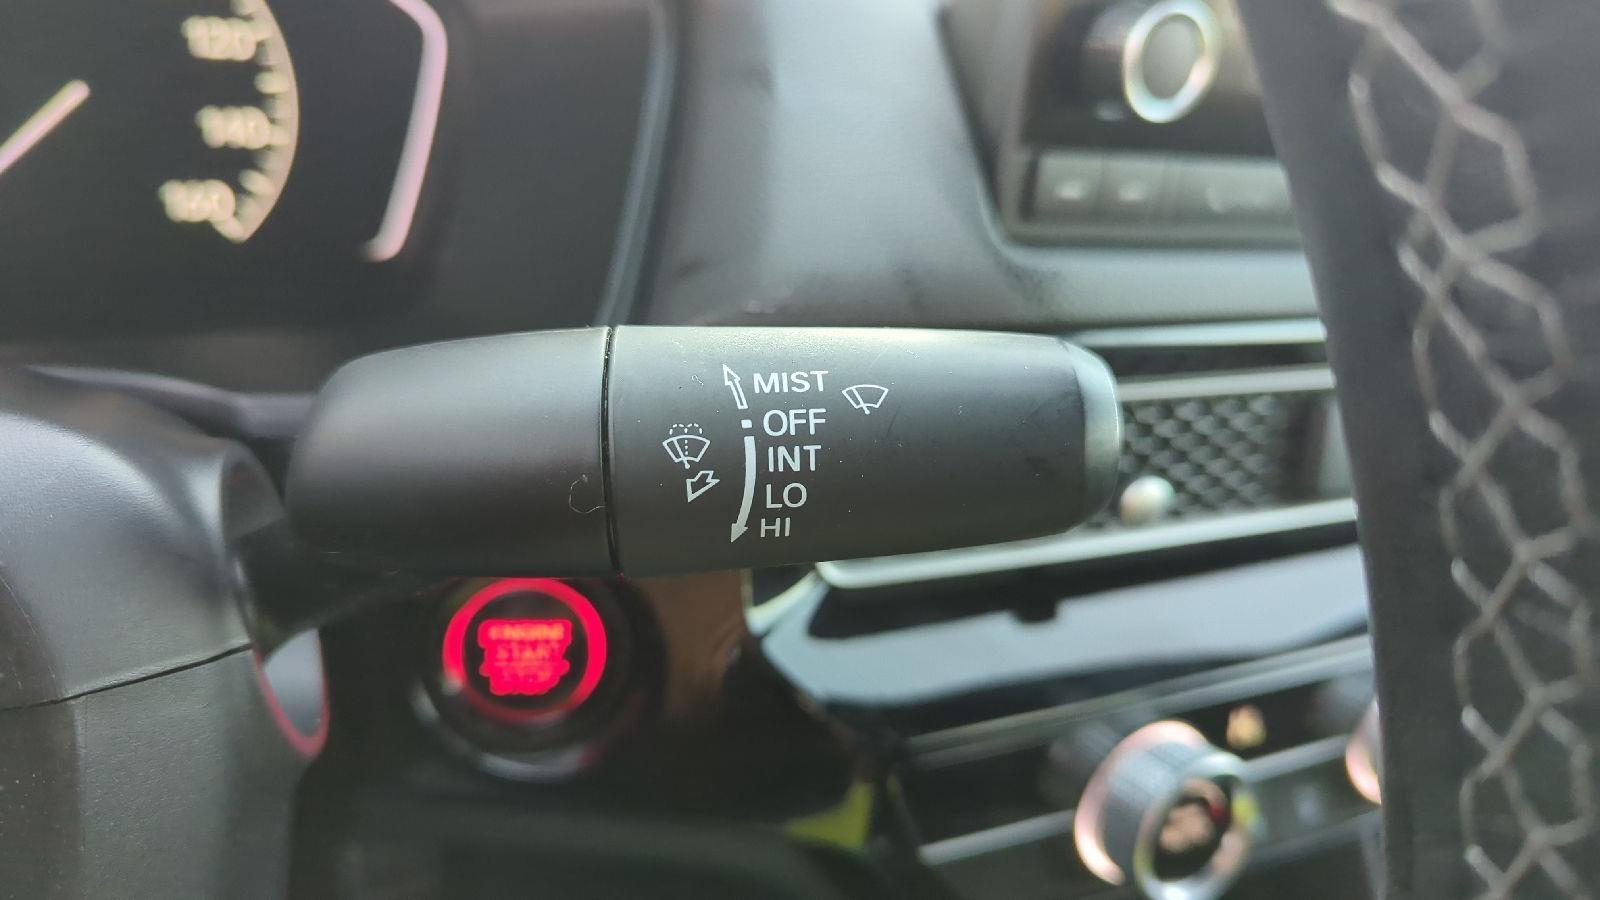 120
140
160
MIST
OFF
INT
LO
HI
ENGINE
START
STOP